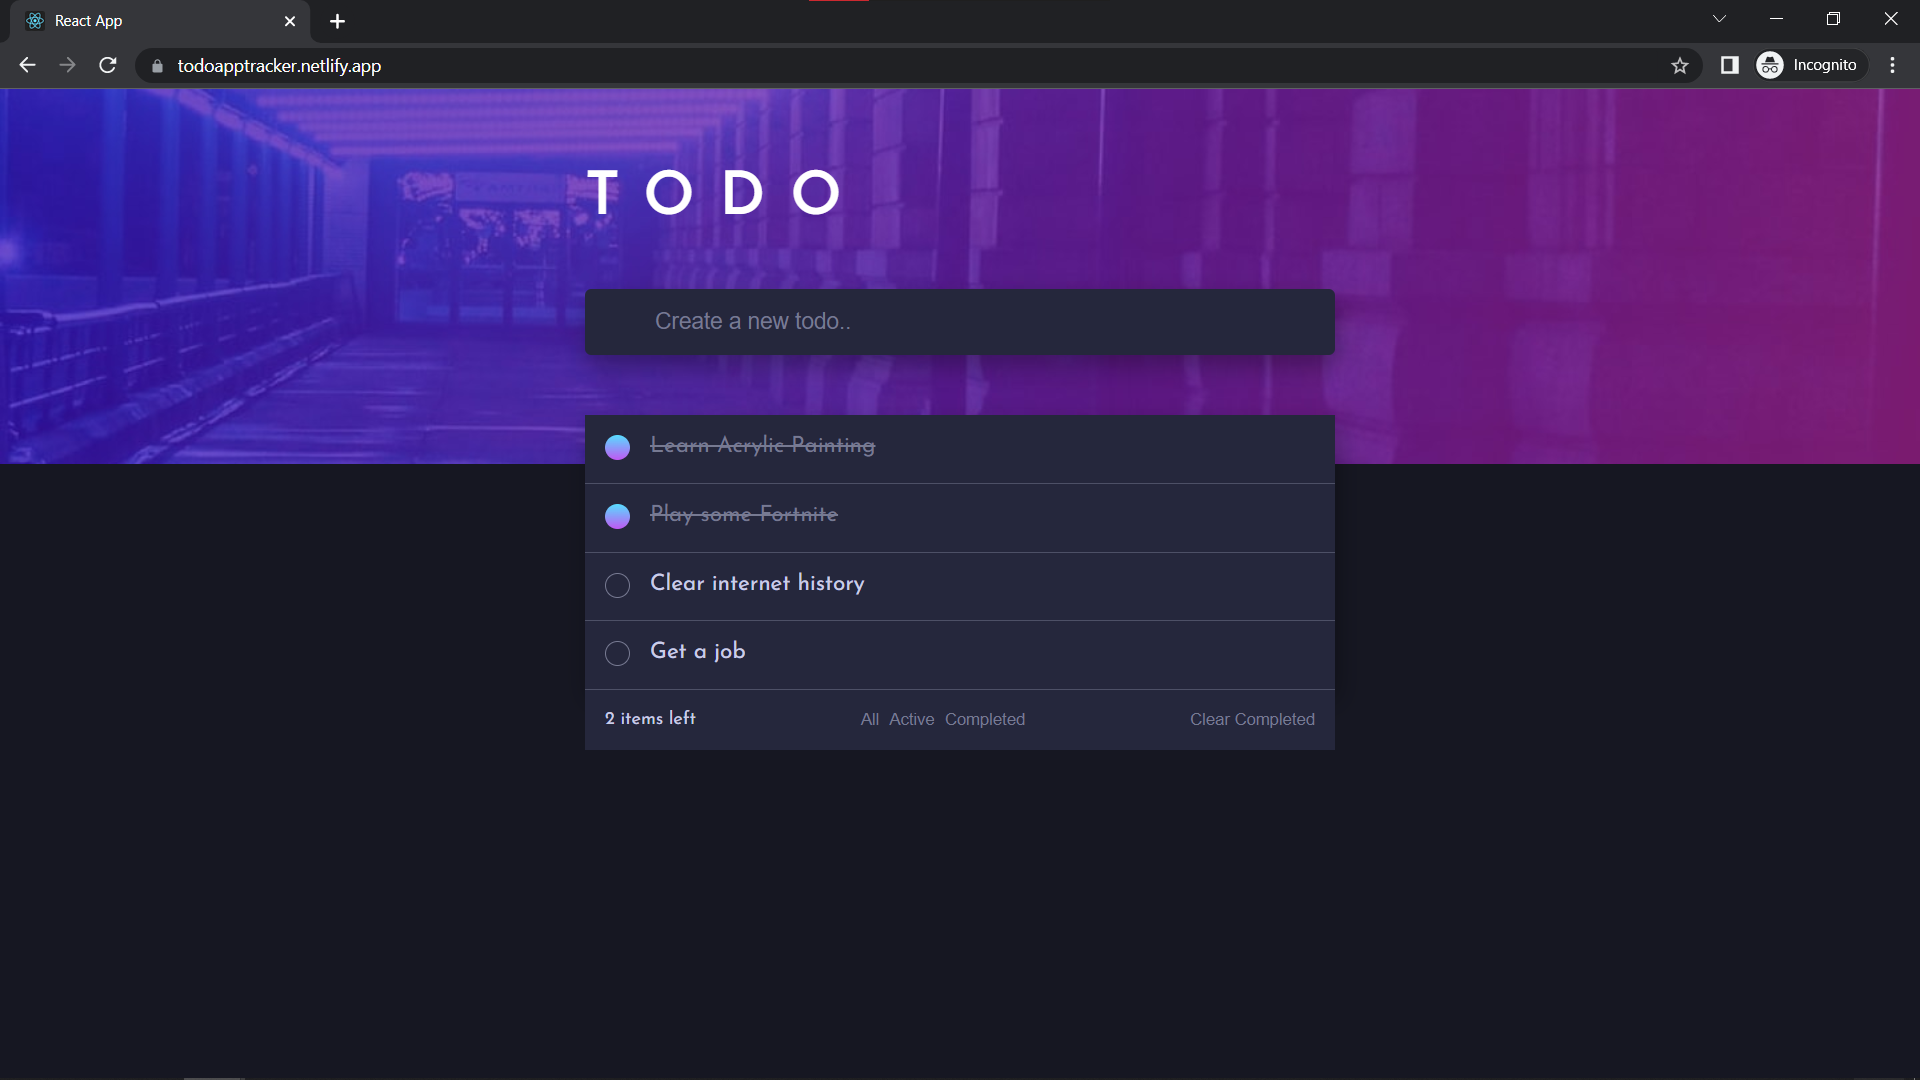 React App
todoapptracker.netlify.app
Incognito
TODO
Create a new todo..
Learn Acrylic Painting
Play some Fortnite
Clear internet history
Get a job
2 items left All Active Completed Clear Completed